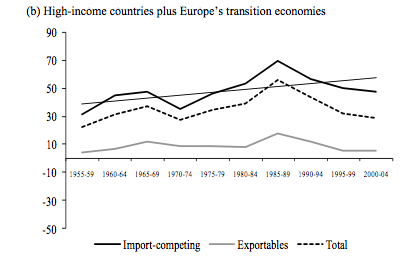 (b) High-income countries plus Europe's transition economies
90
70
50
30
10
-10
-30
-50
1955-59 1960-64 1965-69 1970-74 1975-79 1980-84 1985-89 1990-94 1995-99 2000-04
Import-competing Exportables Total